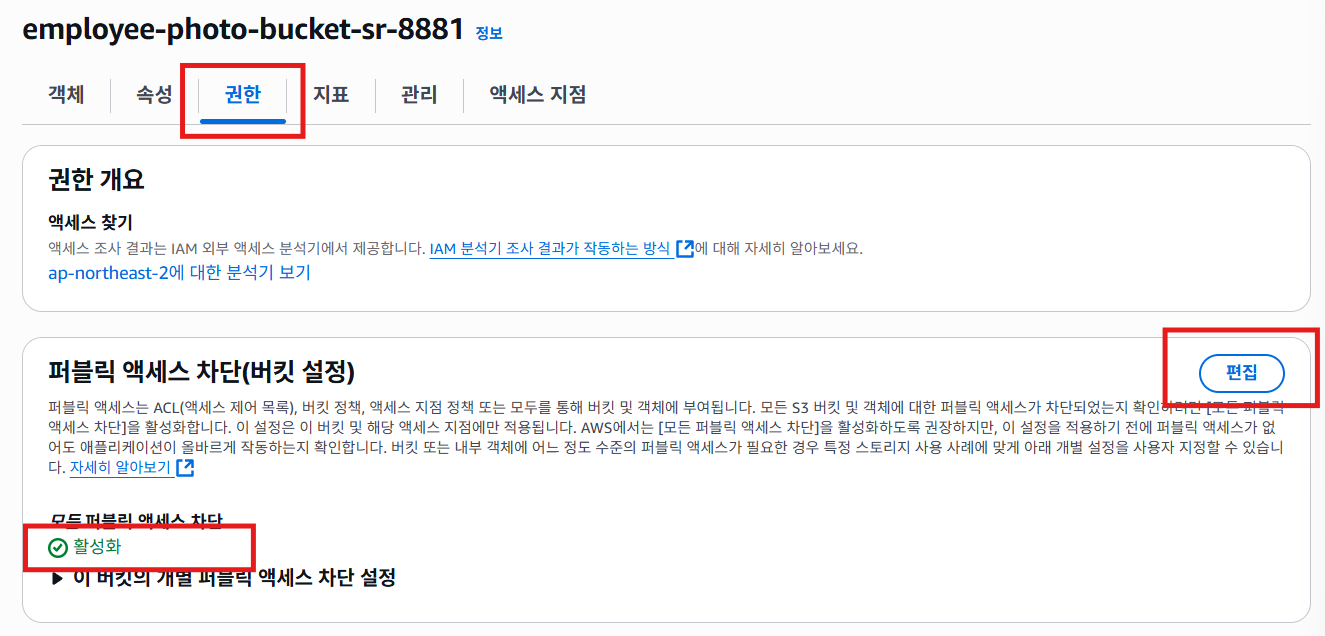 employee-photo-bucket-sr-8881 정보
객체 속성 권한 지표 관리 액세스 지점
권한 개요
액세스 찾기
액세스 조사 결과는 IAM 외부 액세스 분석기에서 제공합니다. IAM 분석기 조사 결과가 작동하는 방식 에 대해 자세히 알아보세요.
ap-northeast-2에 대한 분석기 보기
퍼블릭 액세스 차단(버킷 설정)
편집
퍼블릭 액세스는 ACL(액세스 제어 목록), 버킷 정책, 액세스 지점 정책 또는 모두를 통해 버킷 및 객체에 부여됩니다. 모든 S3 버킷 및 객체에 대한 퍼블릭 액세스가 차단되었는지 확인하려면 [모든 퍼블릭
액세스 차단]을 활성화합니다. 이 설정은 이 버킷 및 해당 액세스 지점에만 적용됩니다. AWS에서는 [모든 퍼블릭 액세스 차단]을 활성화하도록 권장하지만, 이 설정을 적용하기 전에 퍼블릭 액세스가 없
어도 애플리케이션이 올바르게 작동하는지 확인합니다. 버킷 또는 내부 객체에 어느 정도 수준의 퍼블릭 액세스가 필요한 경우 특정 스토리지 사용 사례에 맞게 아래 개별 설정을 사용자 지정할 수 있습니
다. 자세히 알아보기
모든 퍼블릭 액세스 차단
활성화
이 버킷의 개별 퍼블릭 액세스 차단 설정